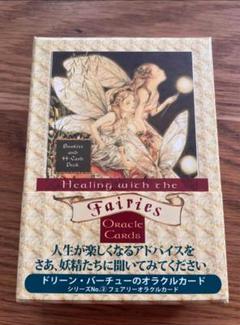 Booklet and
44-Card
Deck
Healing with the
Fairies
Oracle
Cards
人生が楽しくなるアドバイスを
さあ、妖精たちに聞いてみてください
ドリーン・バーチューのオラクルカード
シリーズNo.②フェアリーオラクルカード